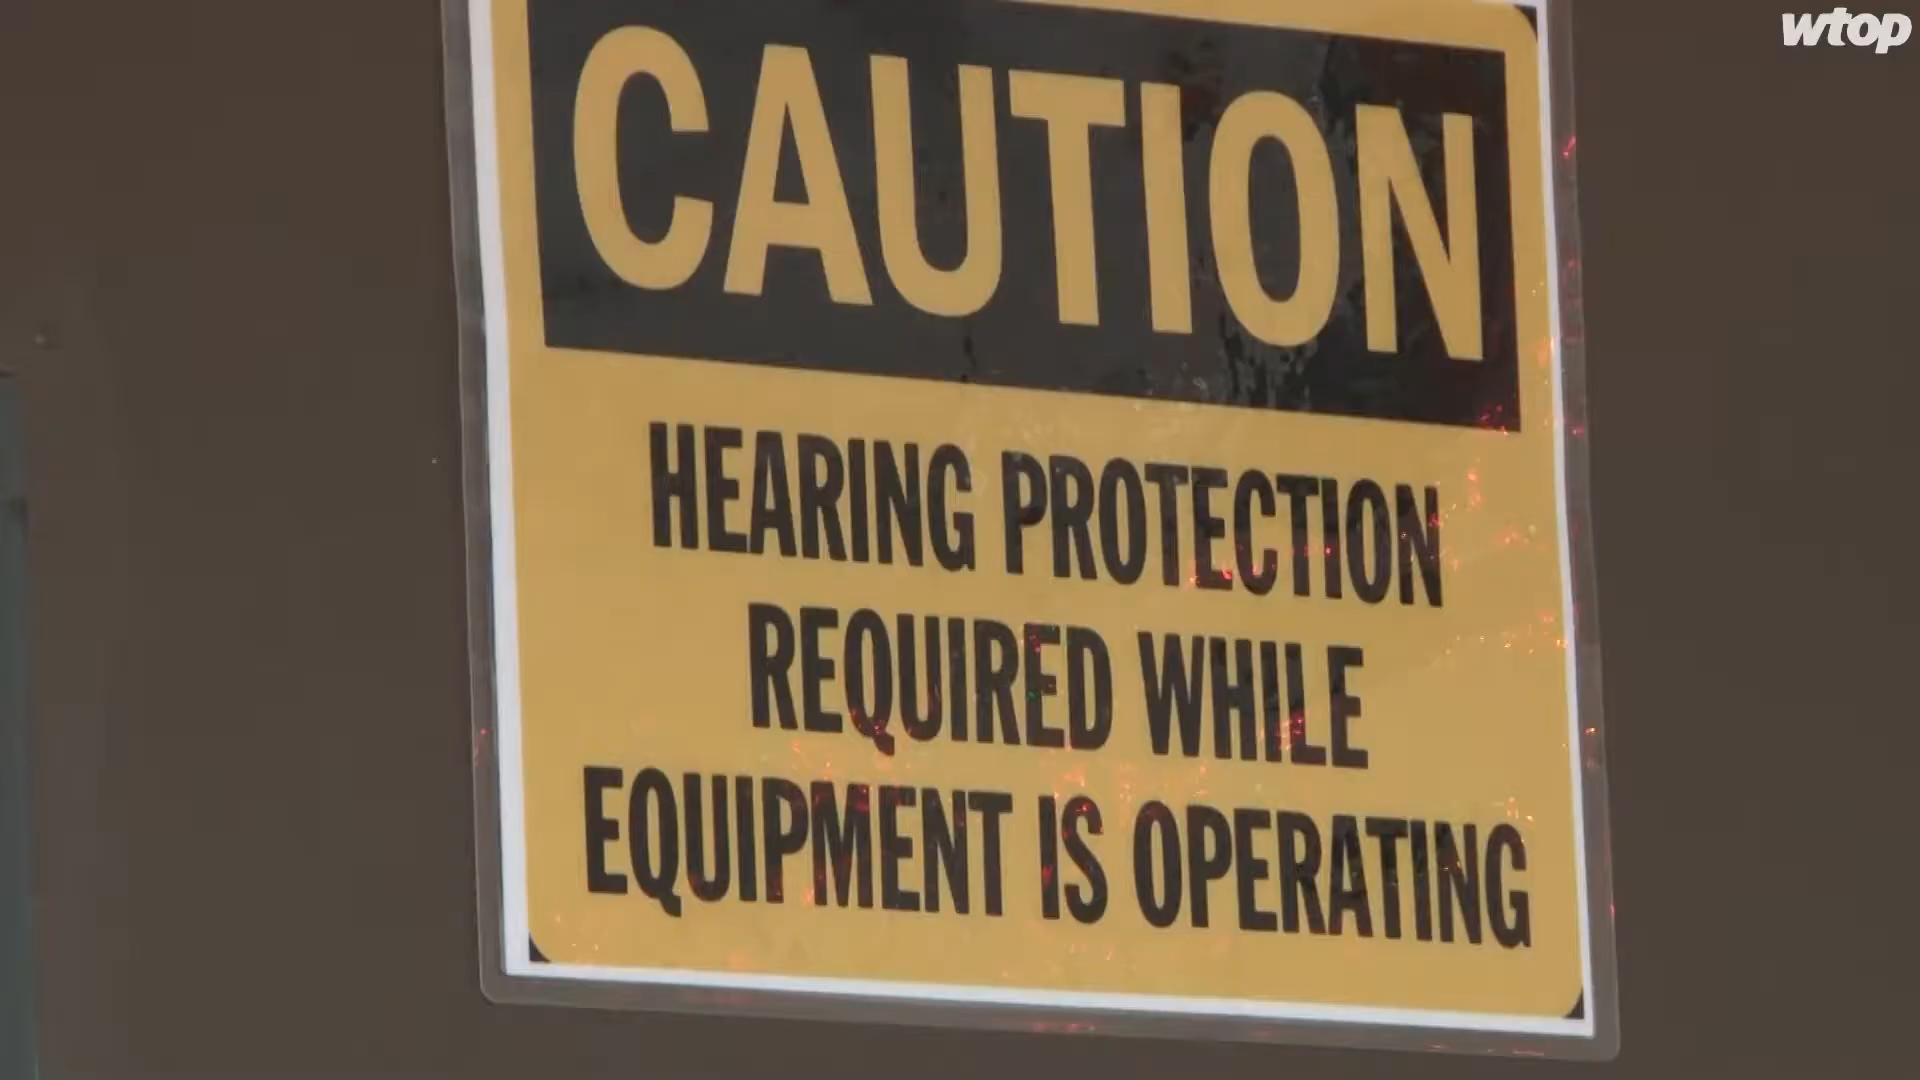 wtop
CAUTION
HEARING PROTECTION
REQUIRED WHILE
EQUIPMENT IS OPERATING